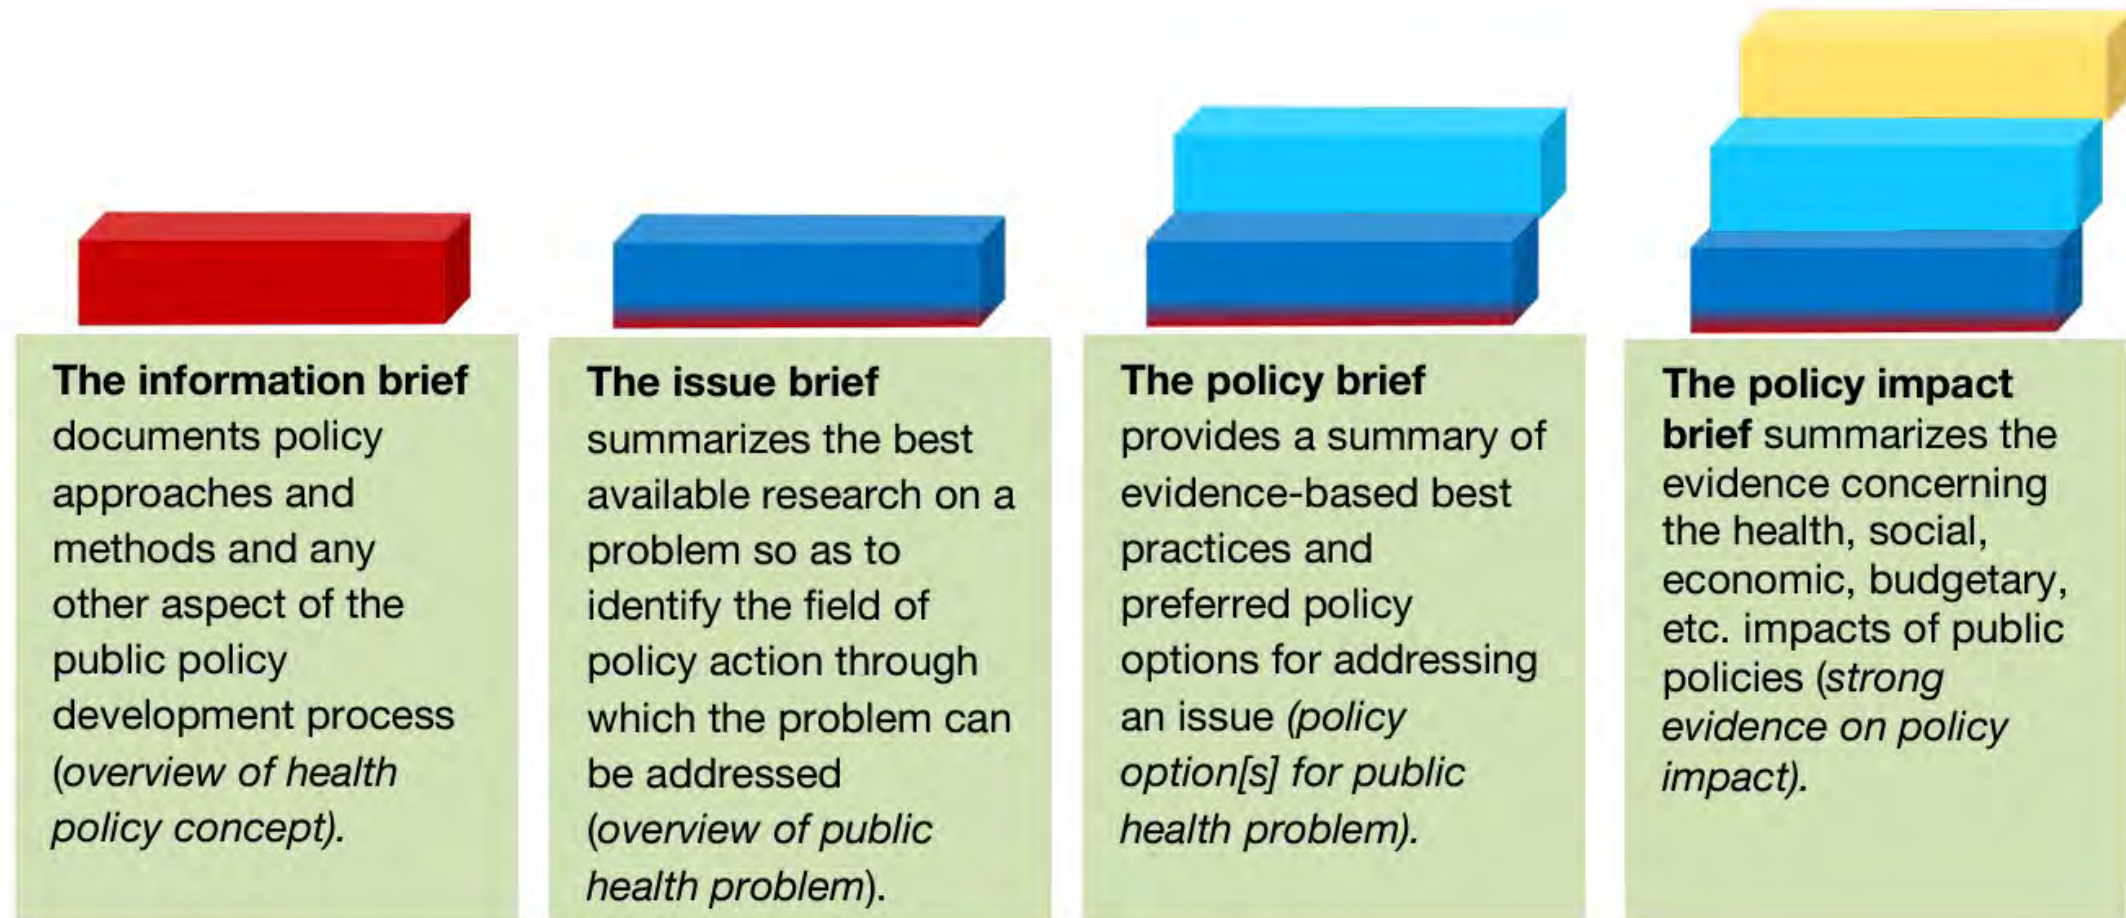 The information brief
documents policy
approaches and
methods and any
other aspect of the
public policy
development process
(overview of health
policy concept).
The issue brief
summarizes the best
available research on a
problem so as to
identify the field of
policy action through
which the problem can
be addressed
(overview of public
health problem).
The policy brief
provides a summary of
evidence-based best
practices and
preferred policy
options for addressing
an issue (policy
option[s] for public
health problem).
The policy impact
brief summarizes the
evidence concerning
the health, social,
economic, budgetary,
etc. impacts of public
policies (strong
evidence on policy
impact).